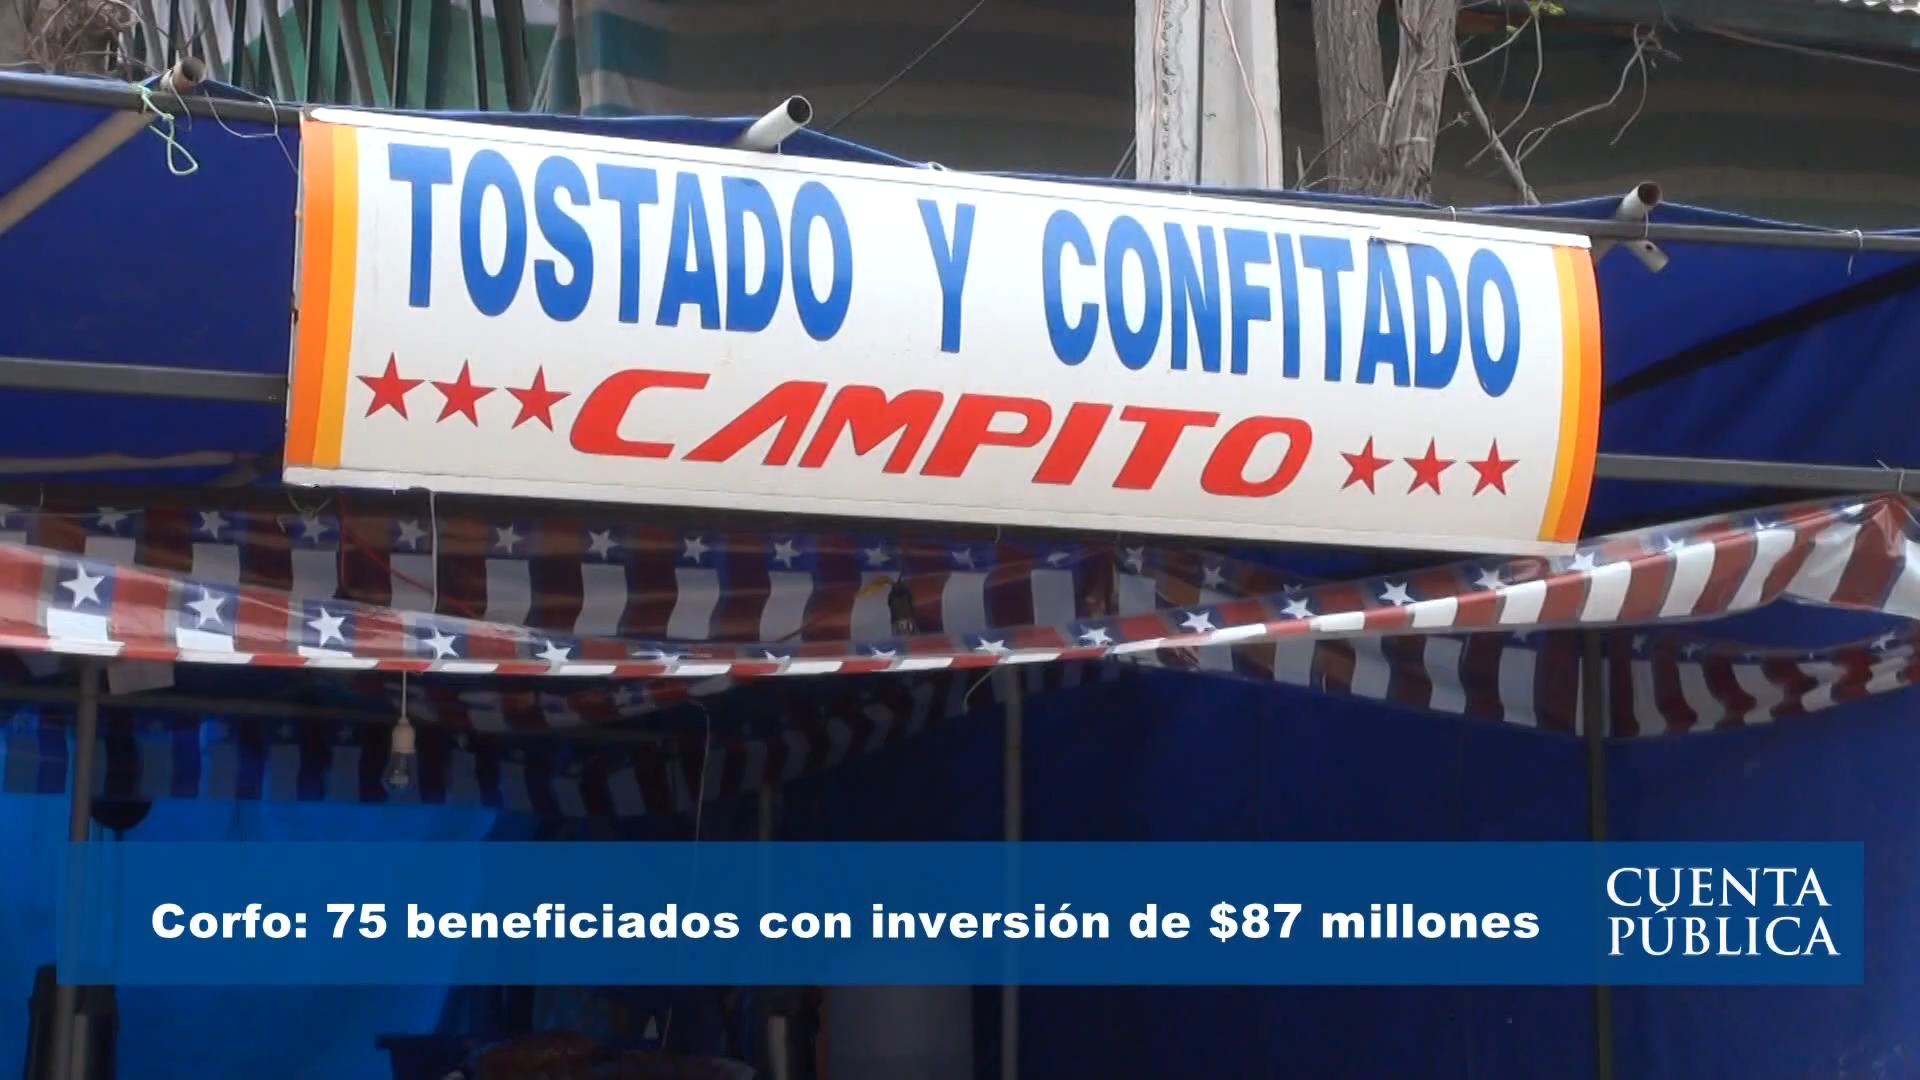 TOSTADO Y CONFITADO
CAMPITO
Corfo: 75 beneficiados con inversión de $87 millones
CUENTA
PÚBLICA